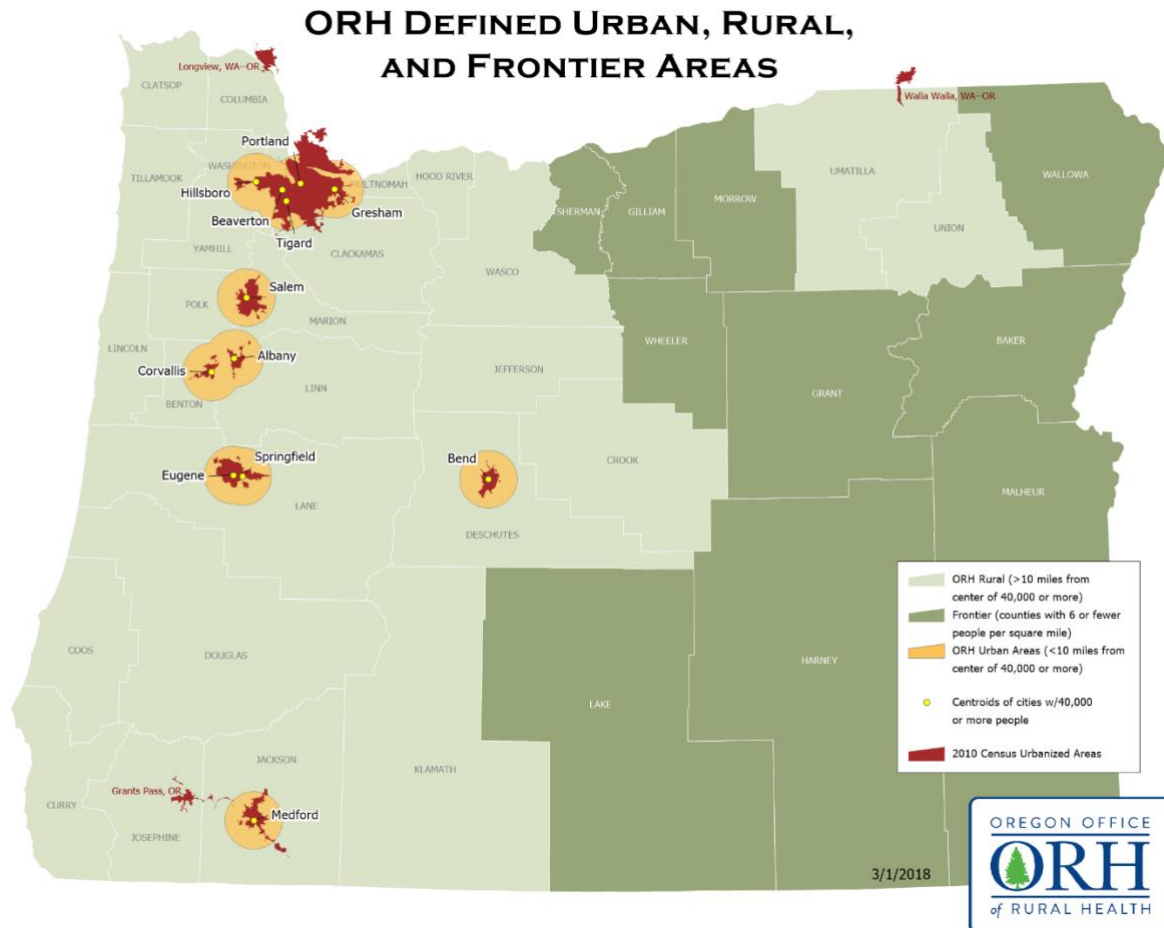 ORH DEFINED URBAN, RURAL,
AND FRONTIER AREAS
Longview, WA--OR
CLATSOP
COLUMBIA
Walla Walla, WA--OR
Portland
WASHINGTON
TILLAMOOK
MULTNOMAH
HOOD RIVER
Hillsboro
Gresham
Beaverton
Tigard
SHERMAN
GILLIAM
MORROW
UMATILLA
WALLOWA
UNION
YAMHILL
CLACKAMAS
WASCO
Salem
POLK
MARION
LINCOLN
Albany
Corvallis
BENTON
LINN
JEFFERSON
WHEELER
GRANT
BAKER
Springfield
Eugene
LANE
Bend
CROOK
DESCHUTES
MALHEUR
COOS
DOUGLAS
HARNEY
LAKE
JACKSON
KLAMATH
Grants Pass, OR
CURRY
JOSEPHINE
Medford
ORH Rural (>10 miles from
center of 40,000 or more)
Frontier (counties with 6 or fewer
people per square mile)
ORH Urban Areas (<10 miles from
center of 40,000 or more)
Centroids of cities w/40,000
or more people
2010 Census Urbanized Areas
3/1/2018
OREGON OFFICE
ORH
of RURAL HEALTH